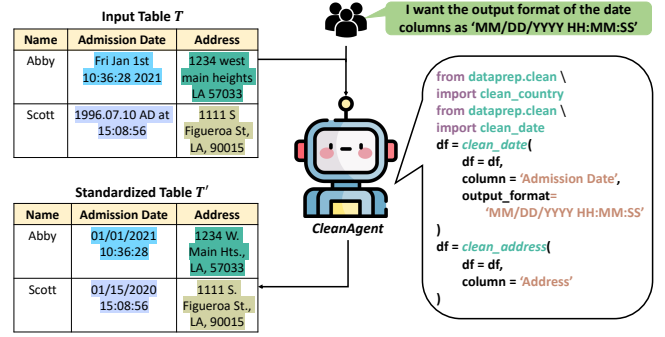 Input Table T
Name Admission Date Address
Abby
Fri Jan 1st
10:36:28 2021
1234 west
main heights
LA 57033
Scott
1996.07.10 AD at
15:08:56
1111 S
Figueroa St,
LA, 90015
Standardized Table T'
Name Admission Date Address
Abby
01/01/2021
10:36:28
1234 W.
Main Hts.,
LA, 57033
Scott
01/15/2020
15:08:56
1111 S.
Figueroa St.,
LA, 90015
I want the output format of the date
columns as ‘MM/DD/YYYY HH:MM:SS’
CleanAgent
from dataprep.clean \
import clean_country
from dataprep.clean \
import clean_date
df = clean_date(
df = df,
column = ‘Admission Date’,
output_format=
‘MM/DD/YYYY HH:MM:SS’
)
df = clean_address(
df = df,
column = ‘Address’
)